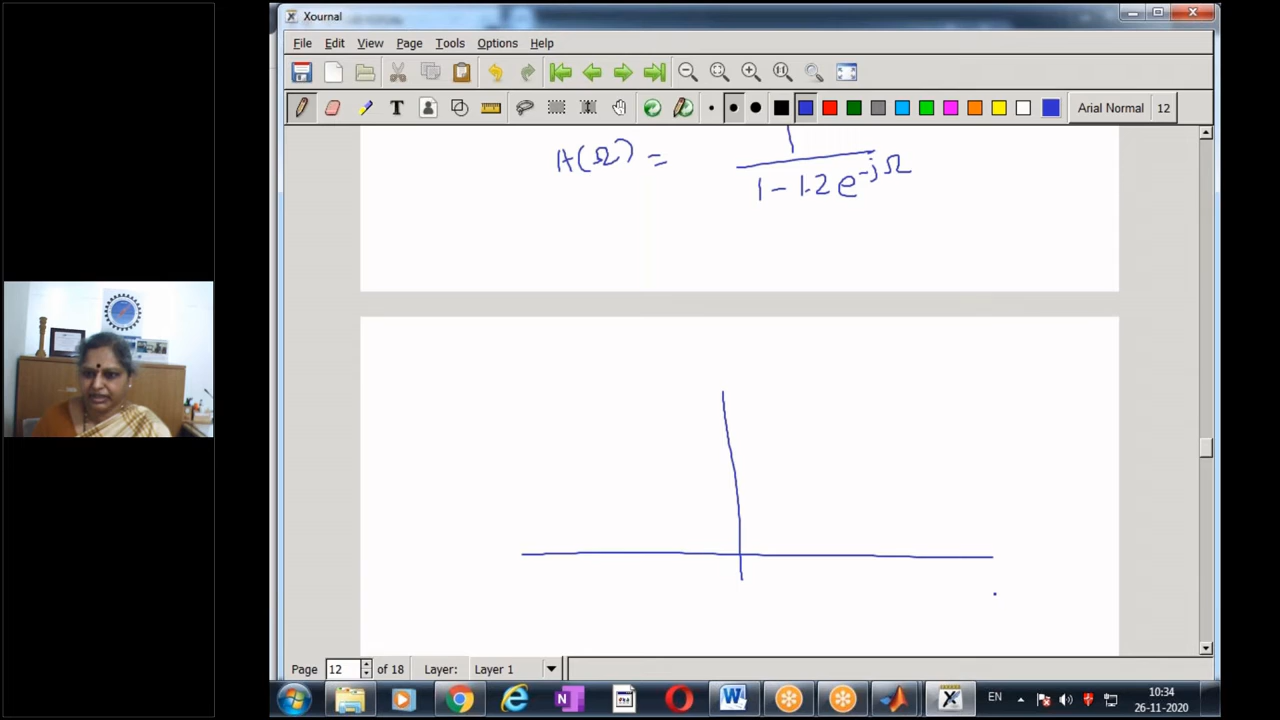 Xournal
File Edit View Page Tools Options Help
T Arial Normal 12
H(Ω) = 1
1 - 1.2 e^-jΩ
Page 12 of 18 Layer: Layer 1
EN 10:34
26-11-2020